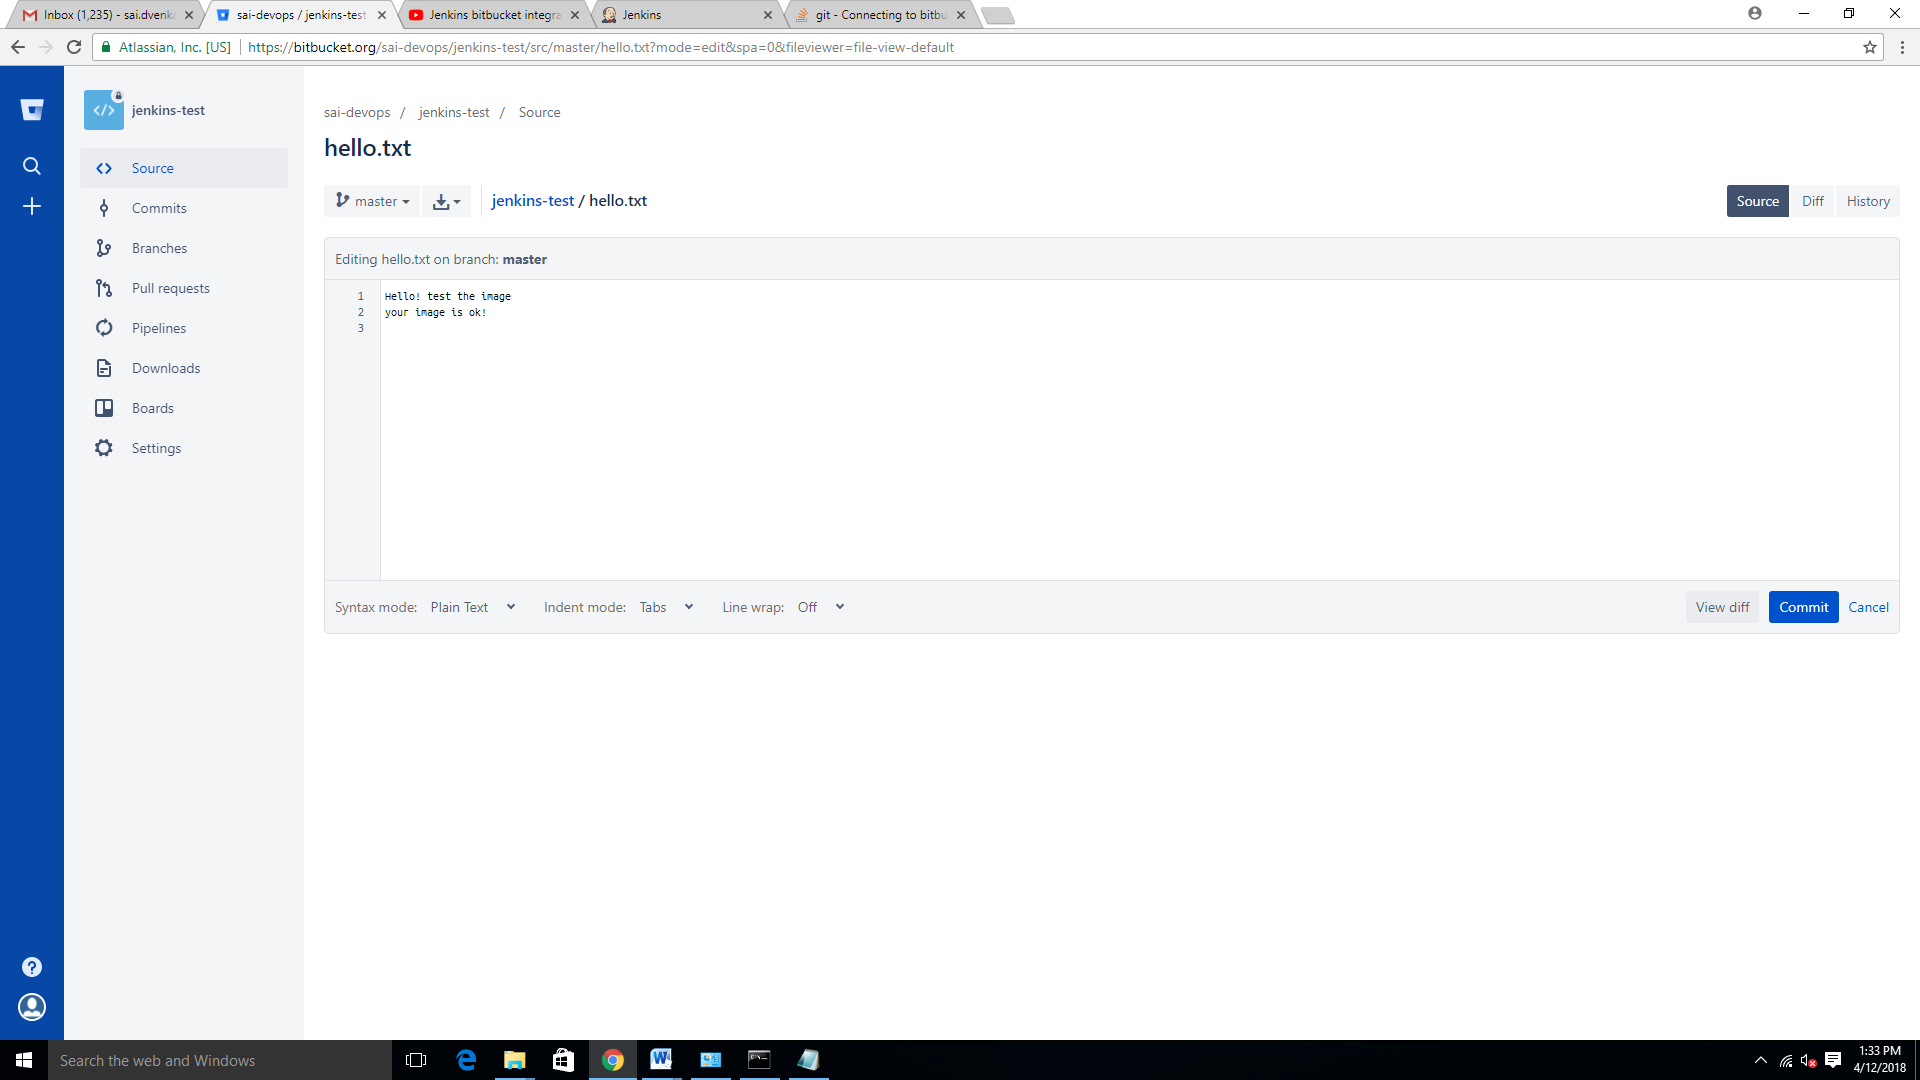 Inbox (1,235) - sai.dvenka
sai-devops / jenkins-test
Jenkins bitbucket integra
Jenkins
git - Connecting to bitbu
Atlassian, Inc. [US]
https://bitbucket.org/sai-devops/jenkins-test/src/master/hello.txt?mode=edit&spa=0&fileviewer=file-view-default
jenkins-test
Source
Commits
Branches
Pull requests
Pipelines
Downloads
Boards
Settings
sai-devops / jenkins-test / Source
hello.txt
master
jenkins-test / hello.txt
Source
Diff
History
Editing hello.txt on branch: master
1 Hello! test the image
2 your image is ok!
3
Syntax mode: Plain Text
Indent mode: Tabs
Line wrap: Off
View diff
Commit
Cancel
Search the web and Windows
1:33 PM
4/12/2018